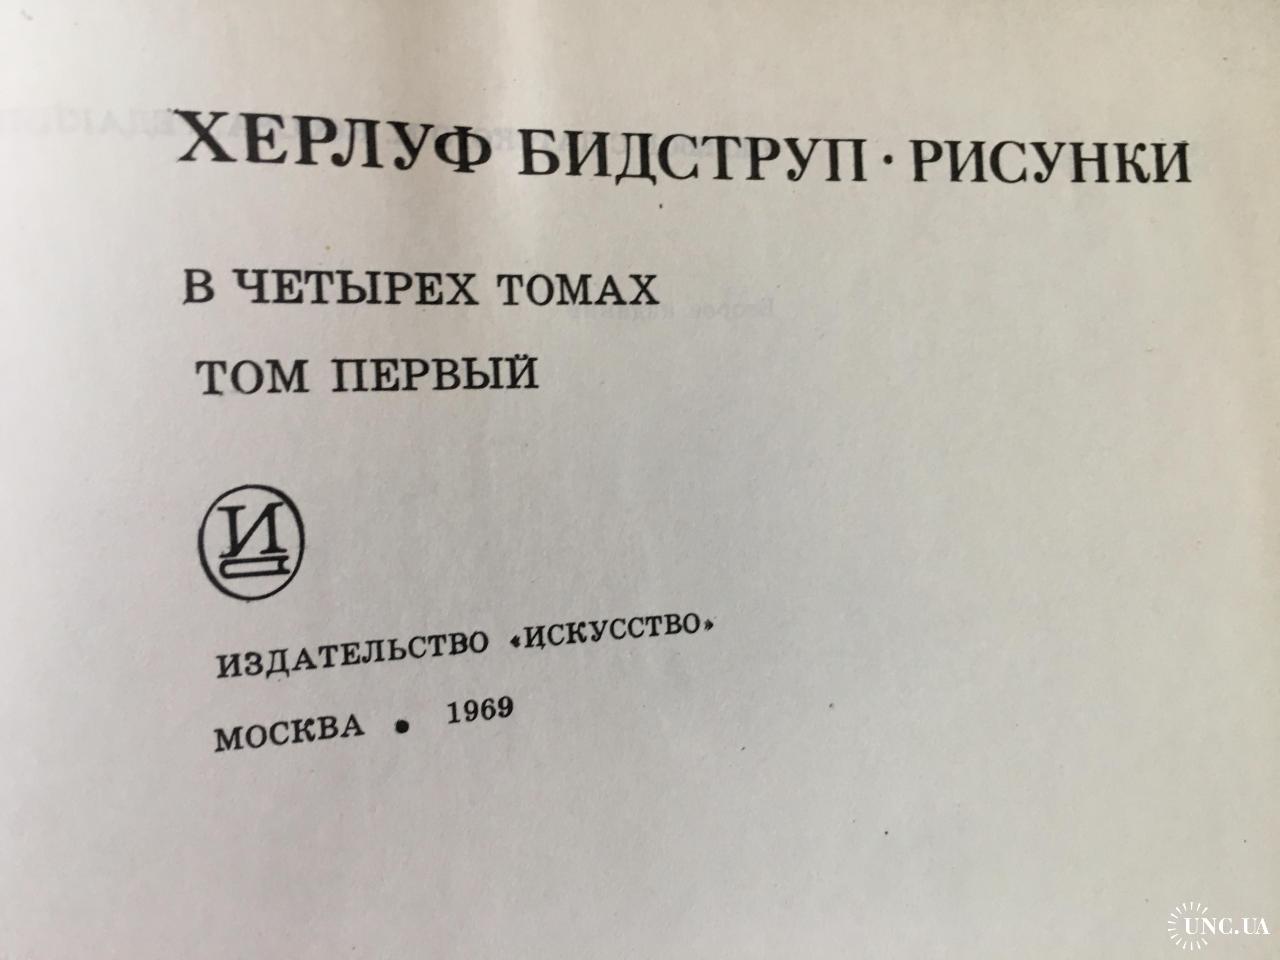 ХЕРЛУФ БИДСТРУП · РИСУНКИ
В ЧЕТЫРЕХ ТОМАХ
ТОМ ПЕРВЫЙ
И
ИЗДАТЕЛЬСТВО «ИСКУССТВО»
МОСКВА • 1969
UNC.UA